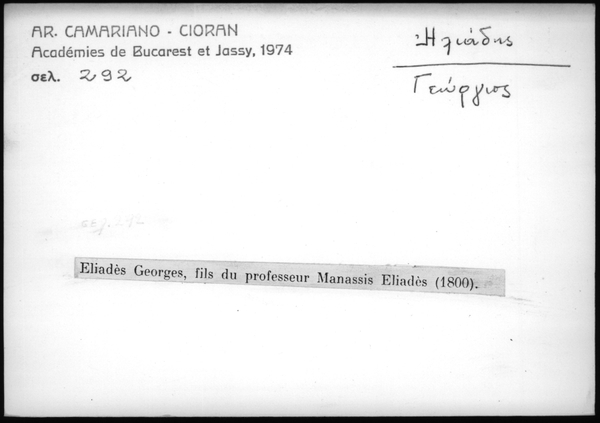 AR. CAMARIANO - CIORAN
Académies de Bucarest et Jassy, 1974
σελ. 292
Ἠλιάδης
Γεώργιος
Eliadès Georges, fils du professeur Manassis Eliadès (1800).